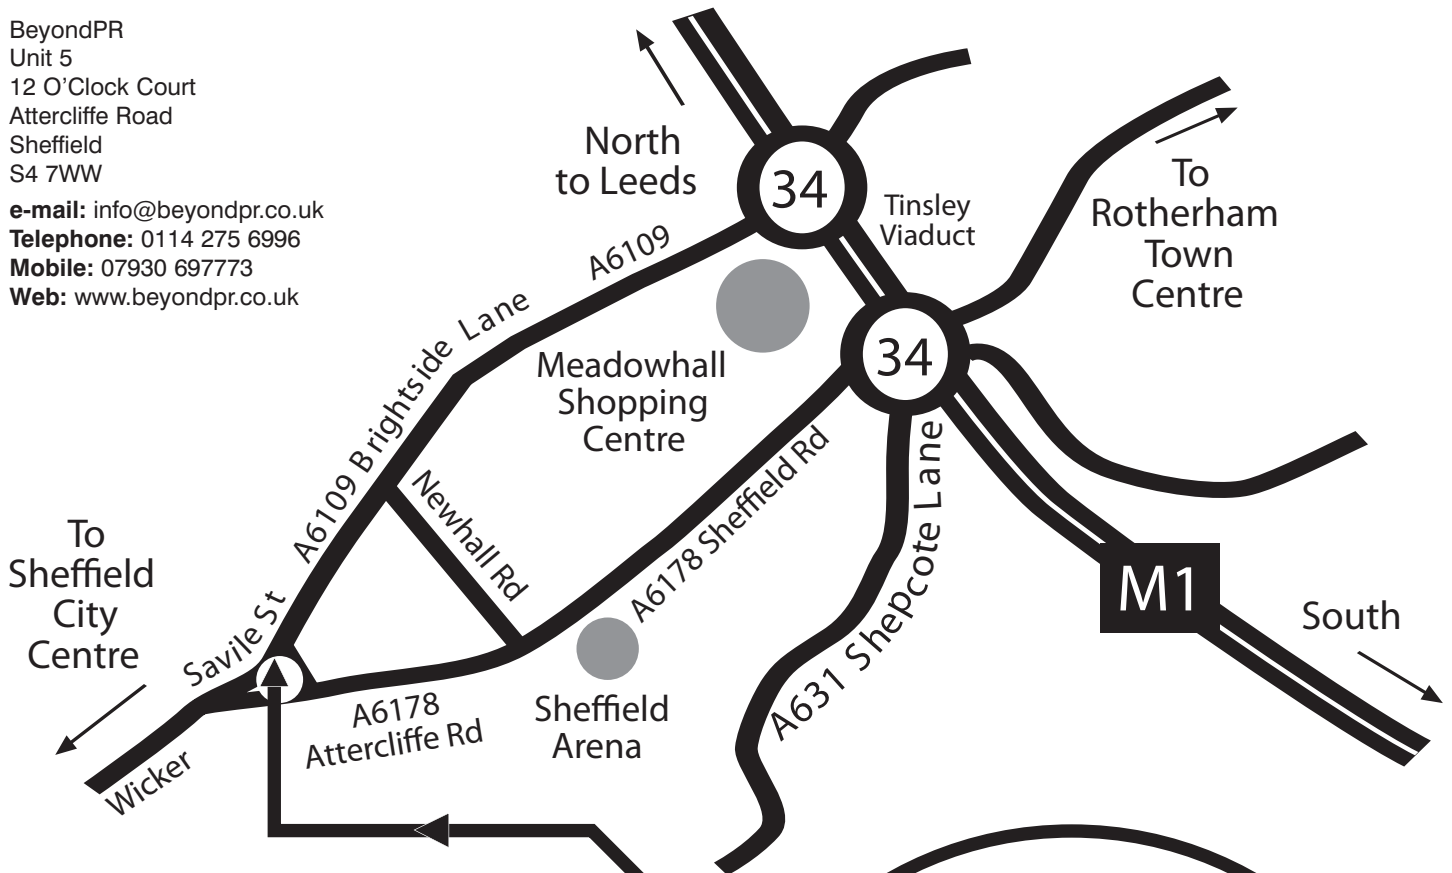 BeyondPR
Unit 5
12 O’Clock Court
Attercliffe Road
Sheffield
S4 7WW
e-mail: info@beyondpr.co.uk
Telephone: 0114 275 6996
Mobile: 07930 697773
Web: www.beyondpr.co.uk
North
to Leeds
34
Tinsley
Viaduct
To
Rotherham
Town
Centre
A6109
34
Meadowhall
Shopping
Centre
A6109 Brightside Lane
Newhall Rd
A6178 Sheffield Rd
A631 Shepcote Lane
M1
South
To
Sheffield
City
Centre
Savile St
A6178
Attercliffe Rd
Sheffield
Arena
Wicker